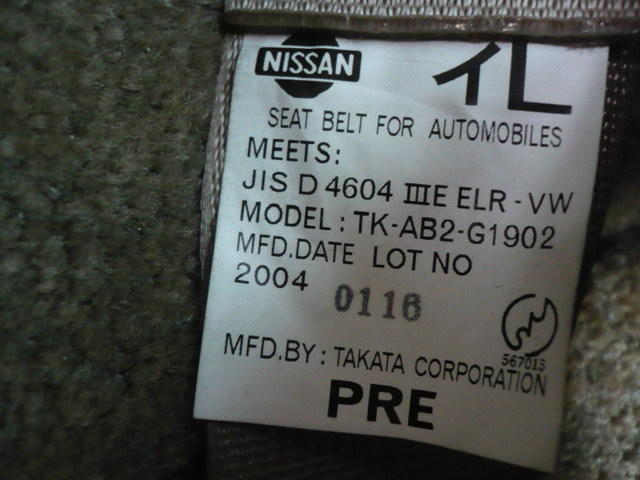 NISSAN イL
SEAT BELT FOR AUTOMOBILES
MEETS:
JIS D 4604 IIIE ELR - VW
MODEL : TK-AB2-G1902
MFD.DATE LOT NO
2004 0116
567015
MFD.BY : TAKATA CORPORATION
PRE